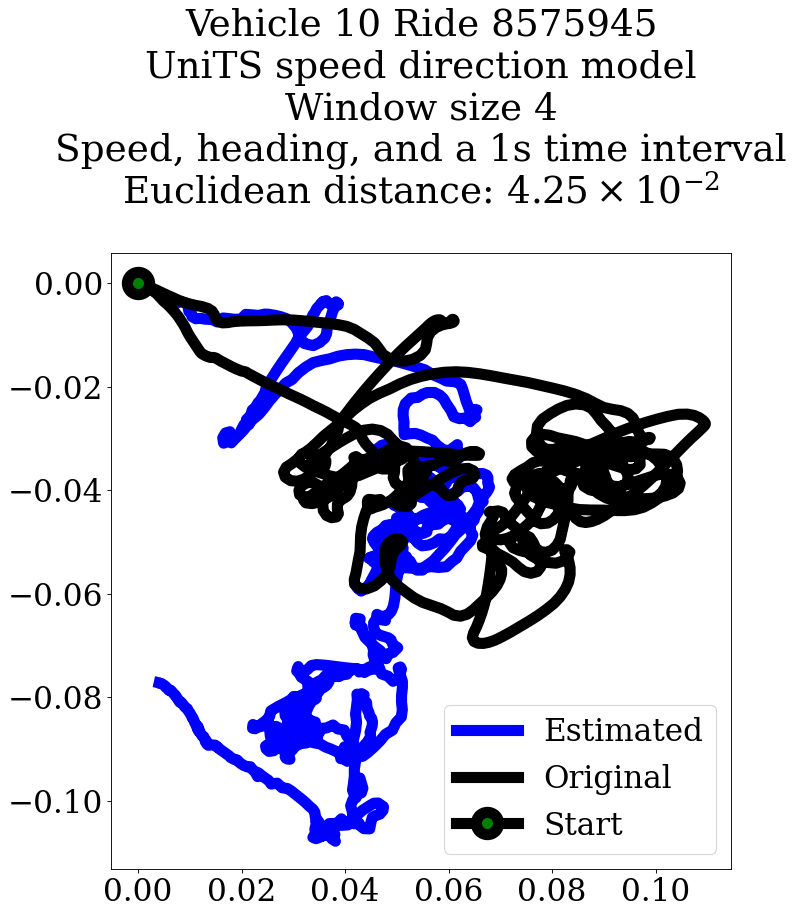 Vehicle 10 Ride 8575945
UniTS speed direction model
Window size 4
Speed, heading, and a 1s time interval
Euclidean distance: 4.25 × 10⁻²
0.00
−0.02
−0.04
−0.06
−0.08
−0.10
Estimated
Original
Start
0.00 0.02 0.04 0.06 0.08 0.10